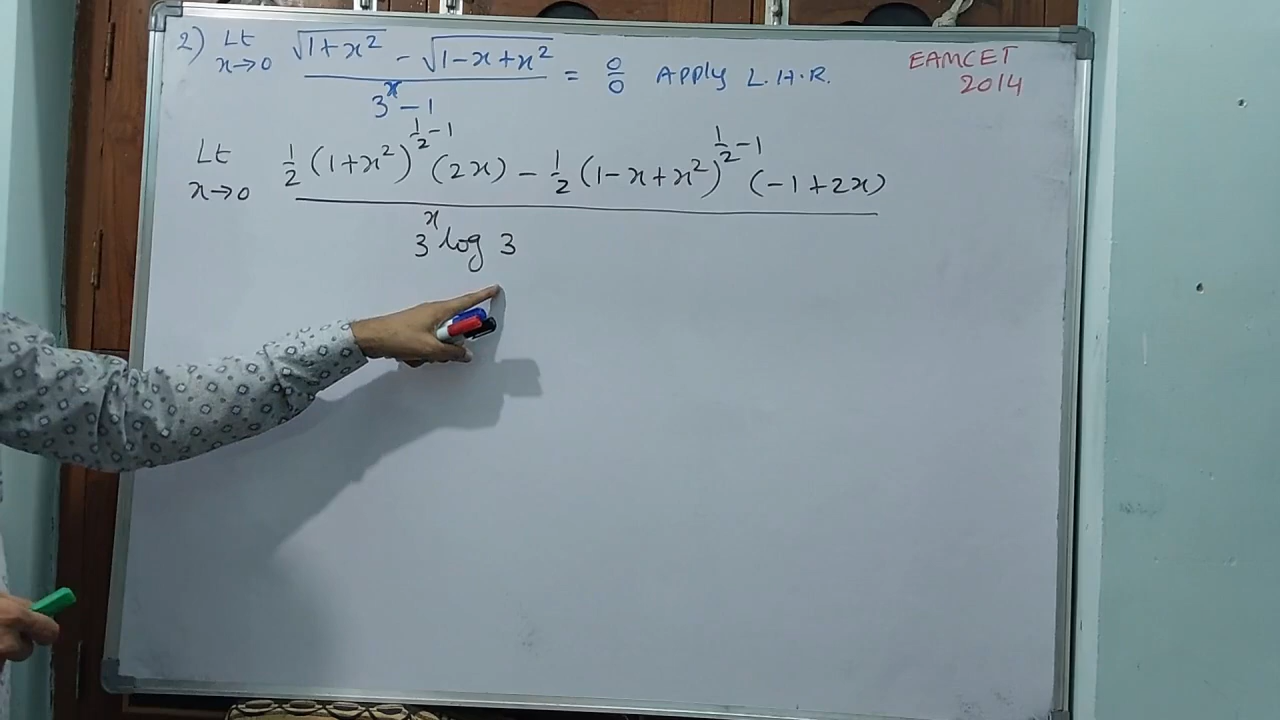 2) Lt x→0 (√(1+x²) - √(1-x+x²)) / (3^x - 1) = 0/0 APPly L.H.R.
EAMCET 2014
Lt x→0 (1/2 (1+x²)^(1/2 - 1) (2x) - 1/2 (1-x+x²)^(1/2 - 1) (-1+2x)) / (3^x log 3)